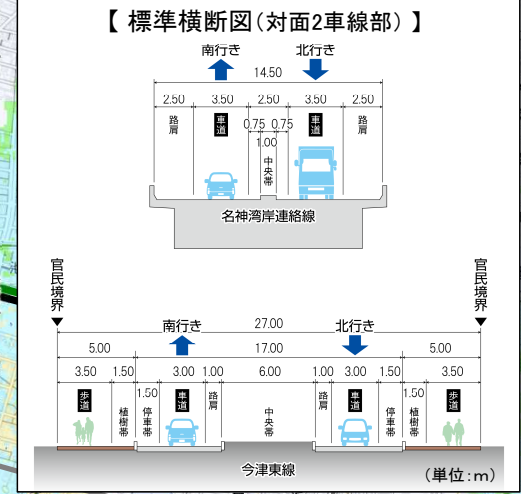 【 標準横断図(対面2車線部) 】
南行き 北行き
14.50
2.50 3.50 2.50 3.50 2.50
路肩 車道 0.75 0.75 車道 路肩
1.00
中央帯
名神湾岸連絡線
官民境界 官民境界
南行き 27.00 北行き
5.00 17.00 5.00
3.50 1.50 3.00 1.00 6.00 1.00 3.00 1.50 3.50
1.50 1.50
歩道 植樹帯 停車帯 車道 路肩 中央帯 路肩 車道 停車帯 植樹帯 歩道
今津東線
(単位:m)